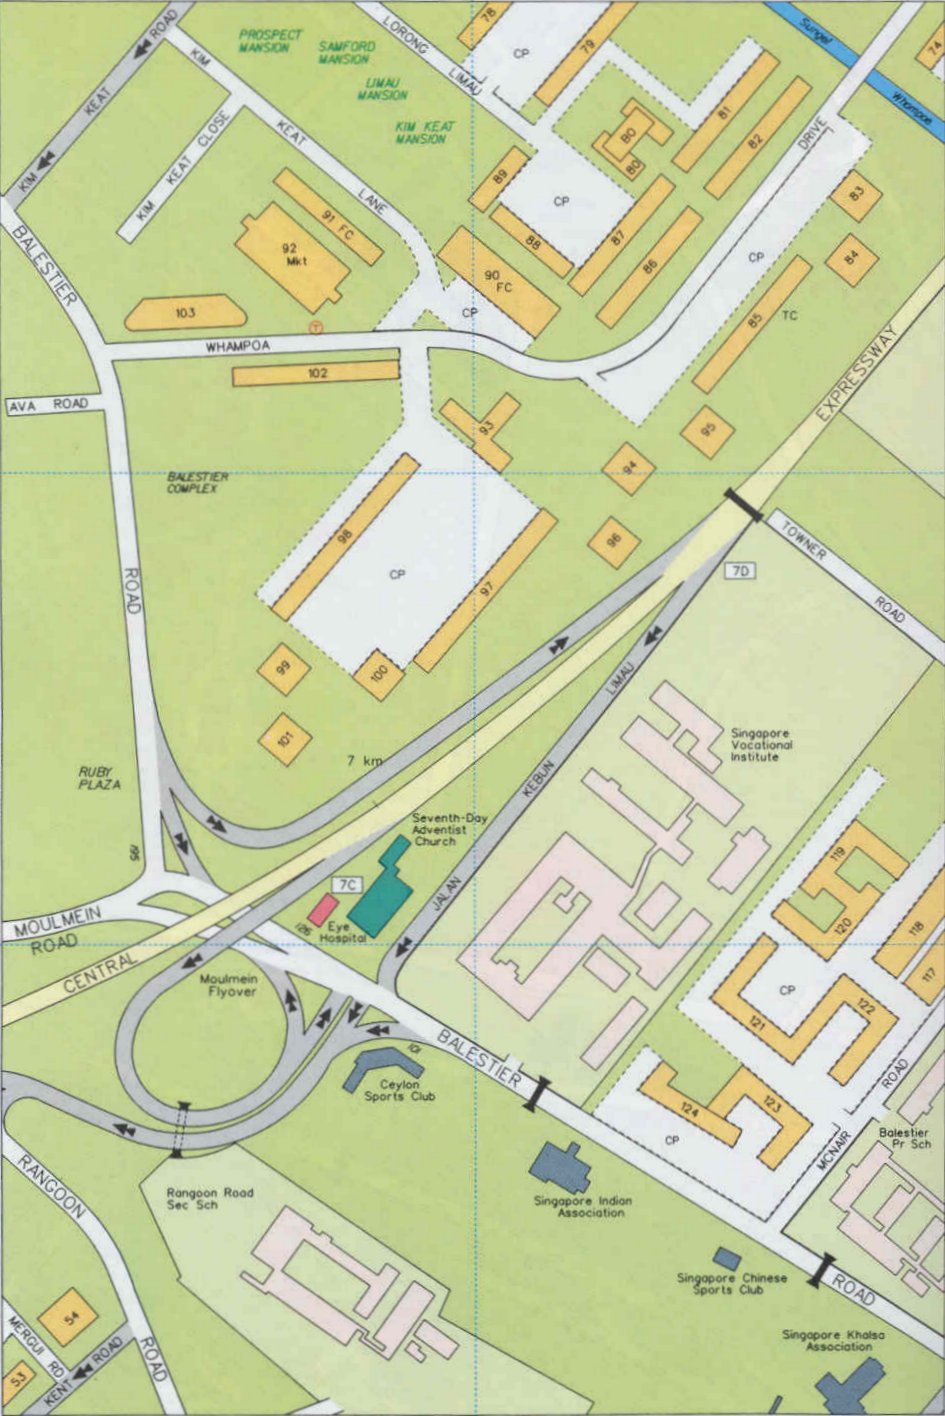 KIM
KEAT
ROAD
KIM
KEAT
LANE
KIM KEAT CLOSE
PROSPECT
MANSION
SAMFORD
MANSION
LIMAU
MANSION
KIM KEAT
MANSION
LORONG
LIMAU
78
CP
79
Sungei
Whampoa
74
80
80
81
82
DRIVE
83
84
89
CP
88
87
86
CP
85
TC
91 FC
92
Mkt
90
FC
CP
103
T
WHAMPOA
102
BALESTIER
AVA ROAD
EXPRESSWAY
93
95
94
96
BALESTIER
COMPLEX
98
CP
97
ROAD
99
100
101
7D
TOWNER
ROAD
LIMAU
KEBUN
JALAN
Singapore
Vocational
Institute
7 km
RUBY
PLAZA
195
Seventh-Day
Adventist
Church
7C
126
Eye
Hospital
MOULMEIN
ROAD
CENTRAL
Moulmein
Flyover
119
120
118
117
CP
121
122
BALESTIER
101
Ceylon
Sports Club
124
123
CP
MCNAIR
ROAD
Balestier
Pr Sch
RANGOON
Rangoon Road
Sec Sch
Singapore Indian
Association
Singapore Chinese
Sports Club
ROAD
Singapore Khalsa
Association
54
MERGUI RD
53
KENT
ROAD
ROAD